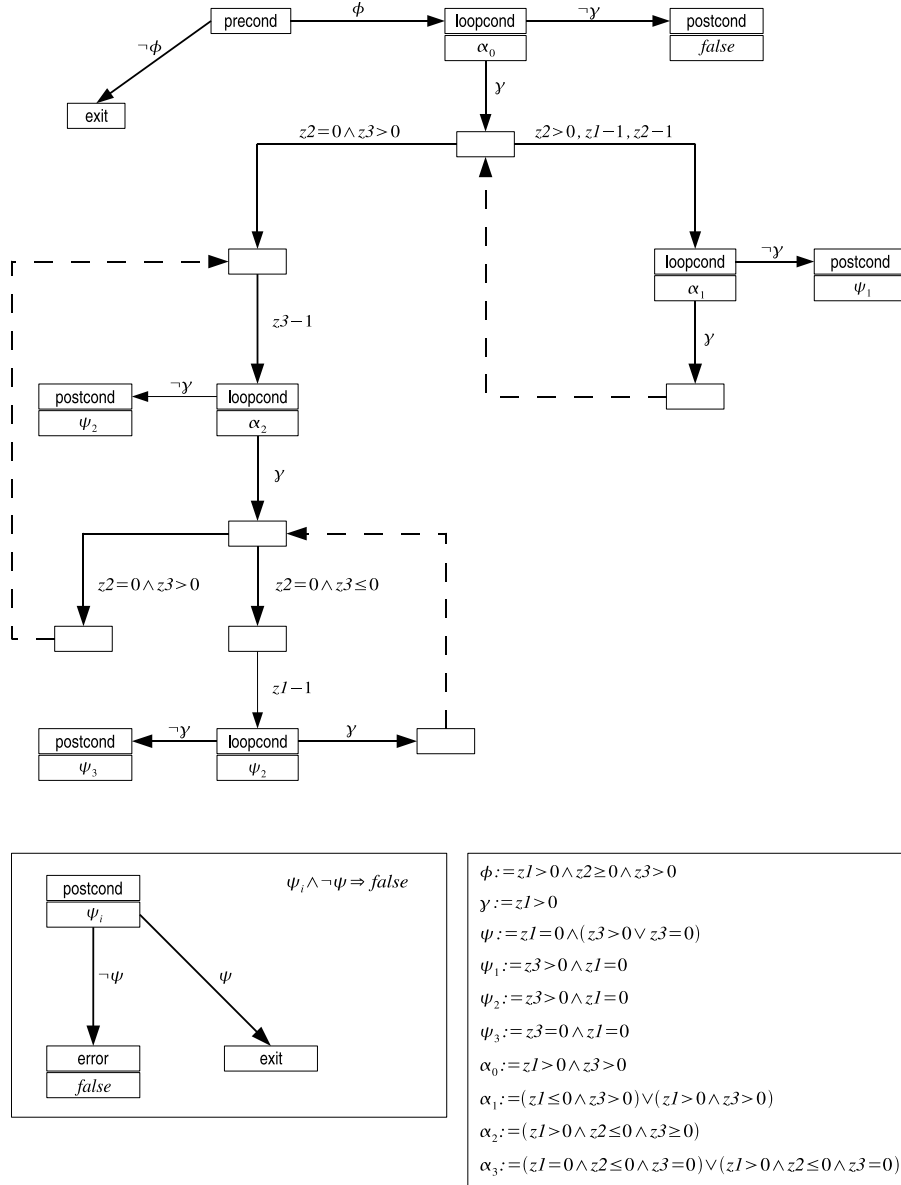 precond
ϕ
loopcond
α₀
¬γ
postcond
false
¬ϕ
exit
γ
z2=0∧z3>0
z2>0, z1−1, z2−1
loopcond
α₁
¬γ
postcond
ψ₁
γ
z3−1
postcond
ψ₂
¬γ
loopcond
α₂
γ
z2=0∧z3>0
z2=0∧z3≤0
z1−1
postcond
ψ₃
¬γ
loopcond
ψ₂
γ
postcond
ψᵢ
ψᵢ∧¬ψ⇒false
¬ψ
ψ
error
false
exit
ϕ:=z1>0∧z2≥0∧z3>0
γ:=z1>0
ψ:=z1=0∧(z3>0∨z3=0)
ψ₁:=z3>0∧z1=0
ψ₂:=z3>0∧z1=0
ψ₃:=z3=0∧z1=0
α₀:=z1>0∧z3>0
α₁:=(z1≤0∧z3>0)∨(z1>0∧z3>0)
α₂:=(z1>0∧z2≤0∧z3≥0)
α₃:=(z1=0∧z2≤0∧z3=0)∨(z1>0∧z2≤0∧z3=0)